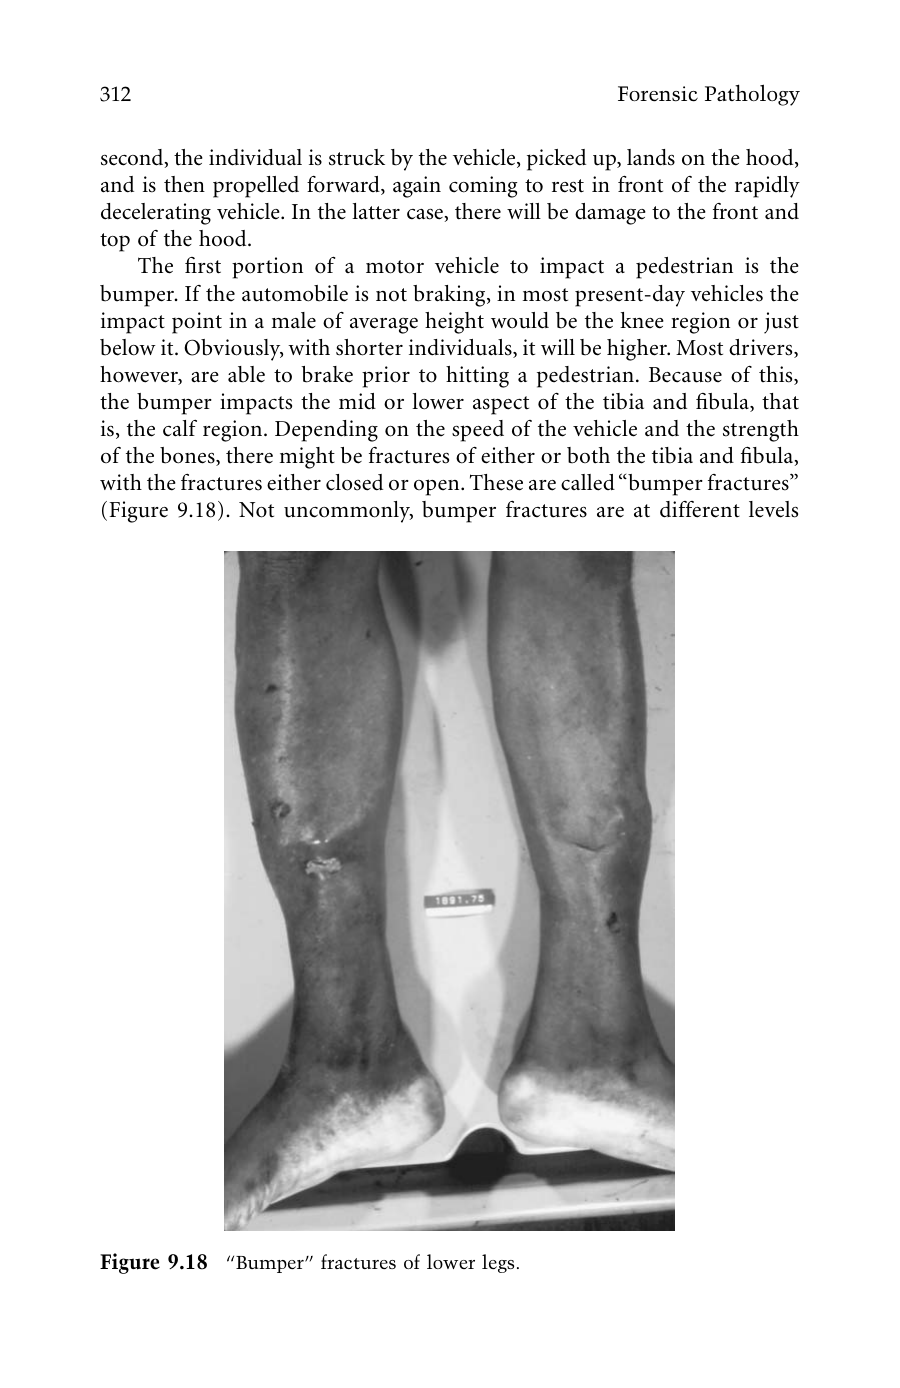 312 Forensic Pathology
second, the individual is struck by the vehicle, picked up, lands on the hood,
and is then propelled forward, again coming to rest in front of the rapidly
decelerating vehicle. In the latter case, there will be damage to the front and
top of the hood.
The first portion of a motor vehicle to impact a pedestrian is the
bumper. If the automobile is not braking, in most present-day vehicles the
impact point in a male of average height would be the knee region or just
below it. Obviously, with shorter individuals, it will be higher. Most drivers,
however, are able to brake prior to hitting a pedestrian. Because of this,
the bumper impacts the mid or lower aspect of the tibia and fibula, that
is, the calf region. Depending on the speed of the vehicle and the strength
of the bones, there might be fractures of either or both the tibia and fibula,
with the fractures either closed or open. These are called “bumper fractures”
(Figure 9.18). Not uncommonly, bumper fractures are at different levels
1891.75
Figure 9.18 “Bumper” fractures of lower legs.